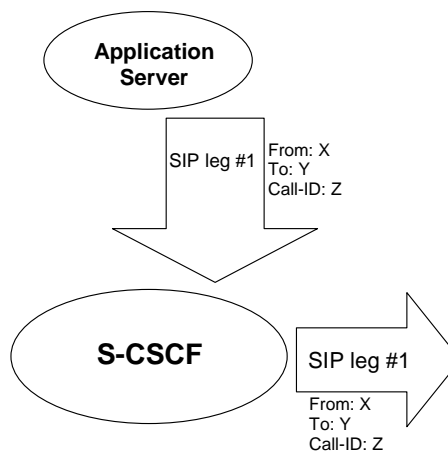 Application
Server
SIP leg #1
From: X
To: Y
Call-ID: Z
S-CSCF
SIP leg #1
From: X
To: Y
Call-ID: Z